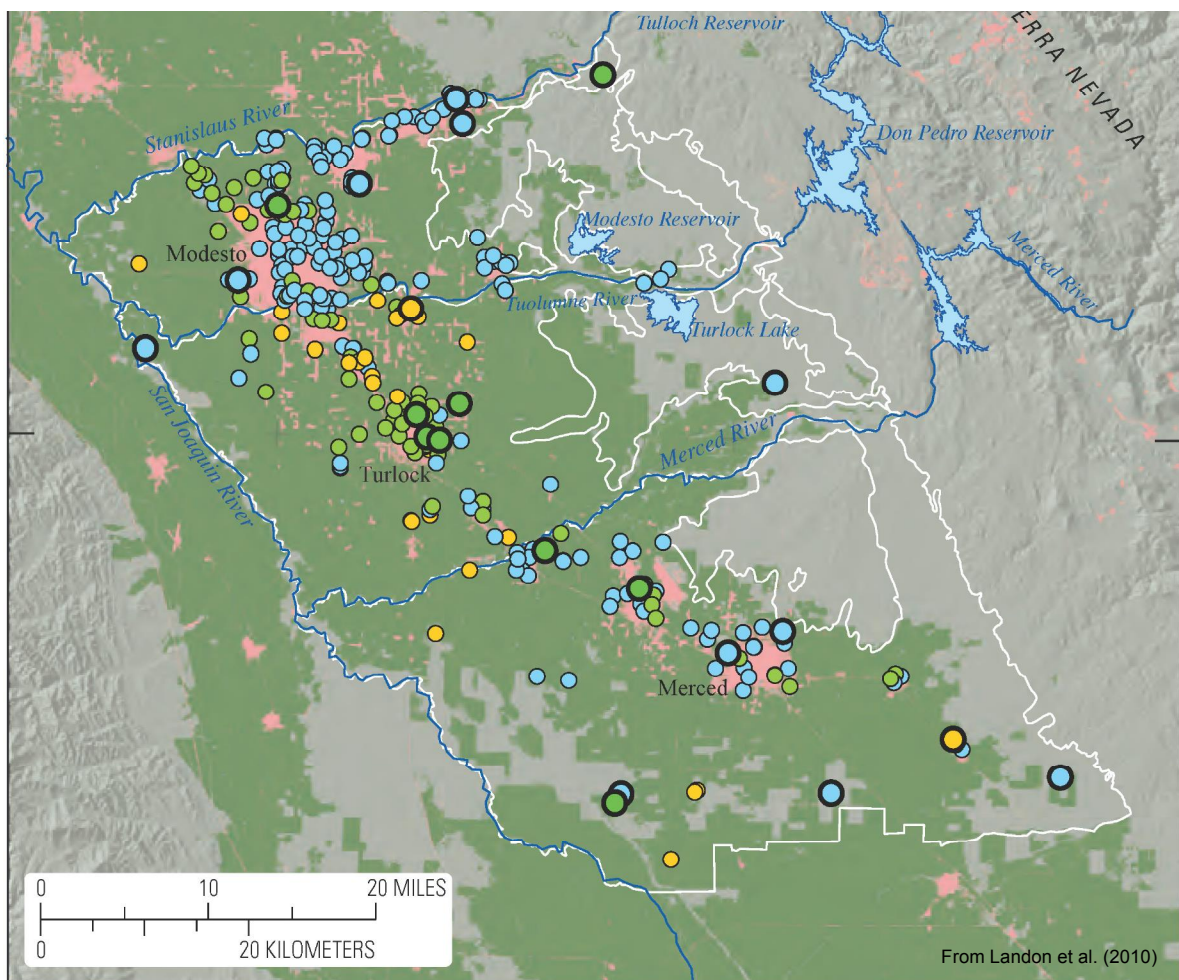 Tulloch Reservoir
ERRA NEVADA
Stanislaus River
Don Pedro Reservoir
Modesto Reservoir
Modesto
Merced River
Tuolumne River
Turlock Lake
San Joaquin River
Merced River
Turlock
Merced
0 10 20 MILES
0 20 KILOMETERS
From Landon et al. (2010)